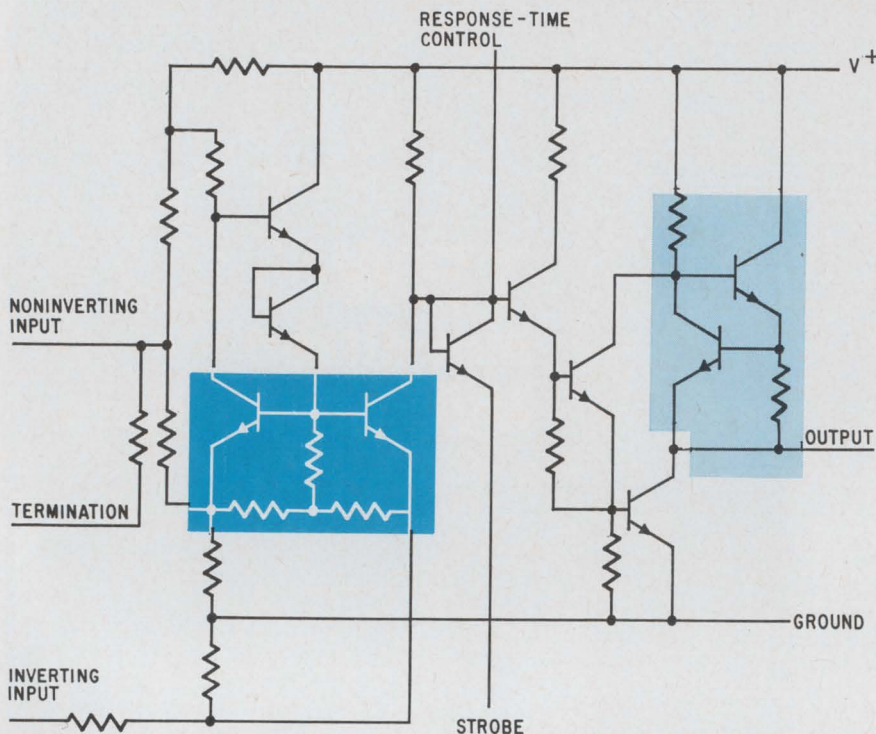 RESPONSE-TIME
CONTROL
V+
NONINVERTING
INPUT
OUTPUT
TERMINATION
GROUND
INVERTING
INPUT
STROBE